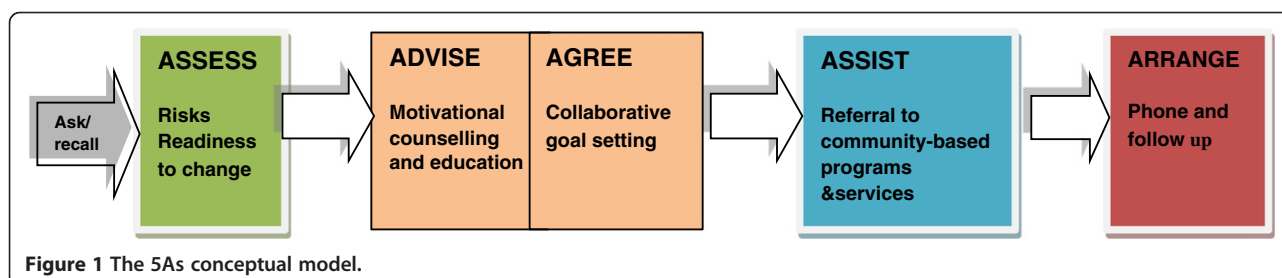 Ask/
recall
ASSESS
Risks
Readiness
to change
ADVISE
Motivational
counselling
and education
AGREE
Collaborative
goal setting
ASSIST
Referral to
community-based
programs
&services
ARRANGE
Phone and
follow up
Figure 1 The 5As conceptual model.